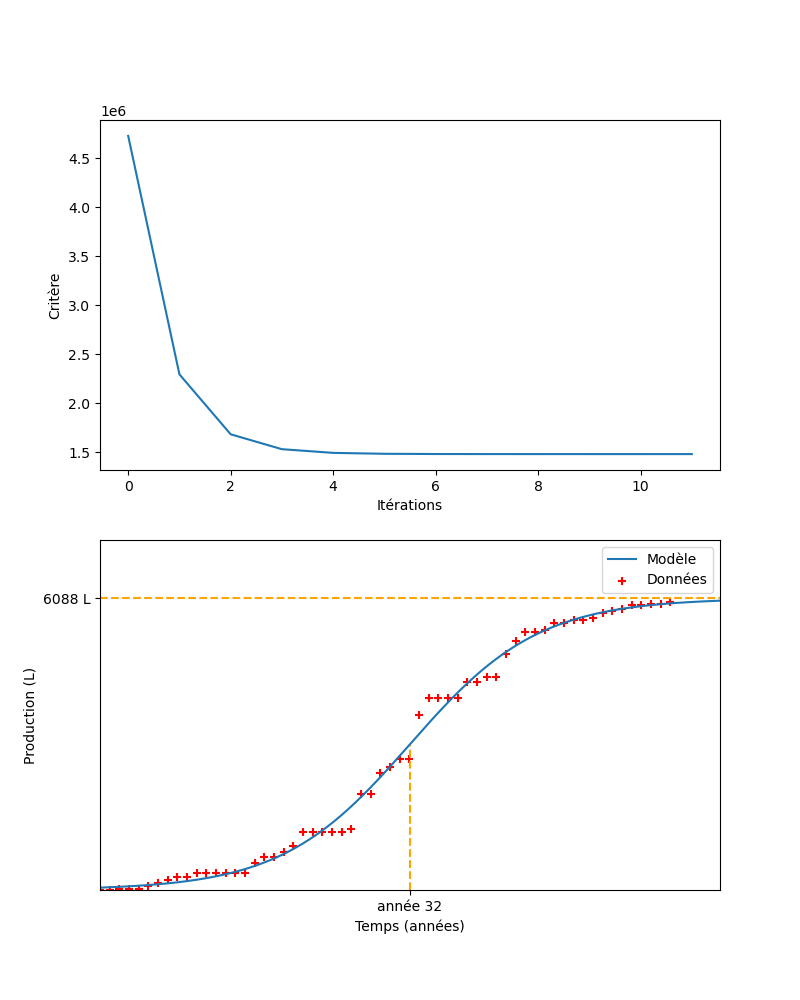 1e6
4.5
4.0
3.5
3.0
2.5
2.0
1.5
Critère
0 2 4 6 8 10
Itérations
Modèle
Données
6088 L
Production (L)
année 32
Temps (années)